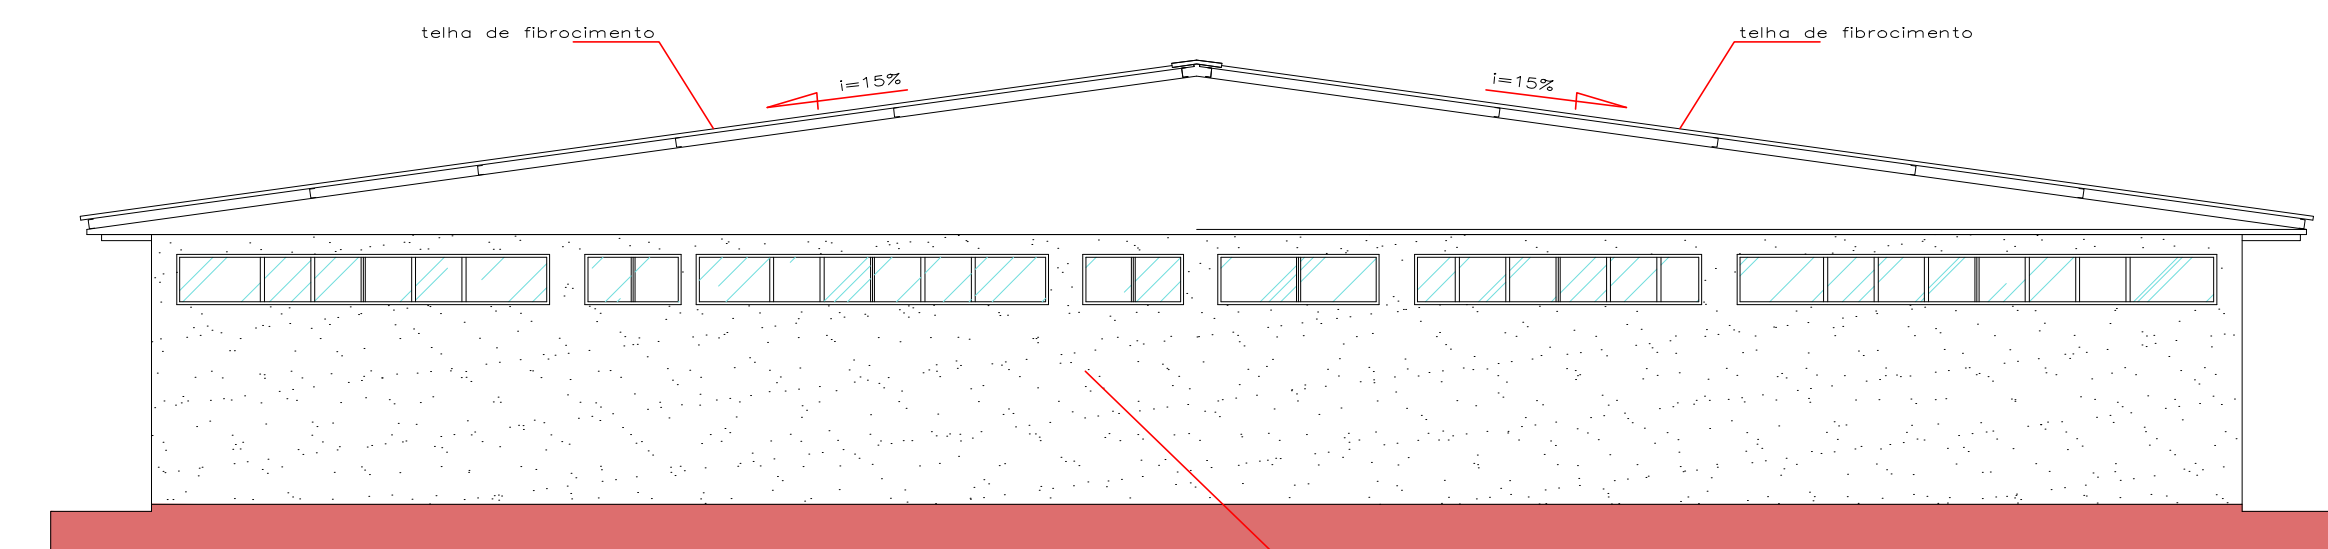 telha de fibrocimento
telha de fibrocimento
i=15%
i=15%